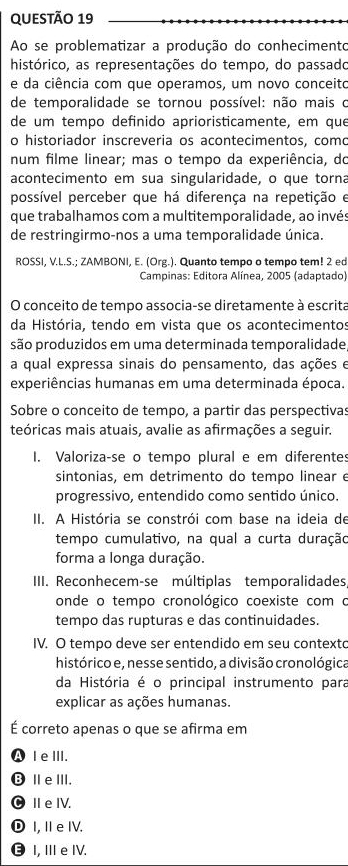 QUESTÃO 19
Ao se problematizar a produção do conhecimento
histórico, as representações do tempo, do passado
e da ciência com que operamos, um novo conceito
de temporalidade se tornou possível: não mais o
de um tempo definido aprioristicamente, em que
o historiador inscreveria os acontecimentos, como
num filme linear; mas o tempo da experiência, do
acontecimento em sua singularidade, o que torna
possível perceber que há diferença na repetição e
que trabalhamos com a multitemporalidade, ao invés
de restringirmo-nos a uma temporalidade única.
ROSSI, V.L.S.; ZAMBONI, E. (Org.). Quanto tempo o tempo tem! 2 ed
Campinas: Editora Alínea, 2005 (adaptado)
O conceito de tempo associa-se diretamente à escrita
da História, tendo em vista que os acontecimentos
são produzidos em uma determinada temporalidade,
a qual expressa sinais do pensamento, das ações e
experiências humanas em uma determinada época.
Sobre o conceito de tempo, a partir das perspectivas
teóricas mais atuais, avalie as afirmações a seguir.
I. Valoriza-se o tempo plural e em diferentes
sintonias, em detrimento do tempo linear e
progressivo, entendido como sentido único.
II. A História se constrói com base na ideia de
tempo cumulativo, na qual a curta duração
forma a longa duração.
III. Reconhecem-se múltiplas temporalidades,
onde o tempo cronológico coexiste com o
tempo das rupturas e das continuidades.
IV. O tempo deve ser entendido em seu contexto
histórico e, nesse sentido, a divisão cronológica
da História é o principal instrumento para
explicar as ações humanas.
É correto apenas o que se afirma em
A I e III.
B II e III.
C II e IV.
D I, II e IV.
E I, III e IV.